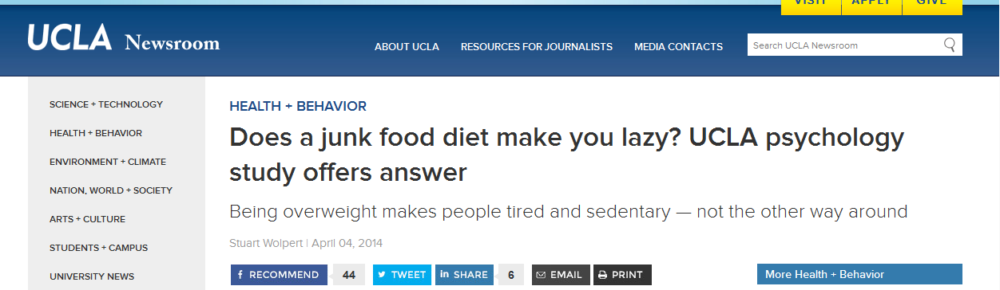 VISIT APPLY GIVE
UCLA Newsroom
ABOUT UCLA RESOURCES FOR JOURNALISTS MEDIA CONTACTS
Search UCLA Newsroom
SCIENCE + TECHNOLOGY
HEALTH + BEHAVIOR
ENVIRONMENT + CLIMATE
NATION, WORLD + SOCIETY
ARTS + CULTURE
STUDENTS + CAMPUS
UNIVERSITY NEWS
HEALTH + BEHAVIOR
Does a junk food diet make you lazy? UCLA psychology
study offers answer
Being overweight makes people tired and sedentary — not the other way around
Stuart Wolpert | April 04, 2014
f RECOMMEND 44 TWEET in SHARE 6 EMAIL PRINT
More Health + Behavior